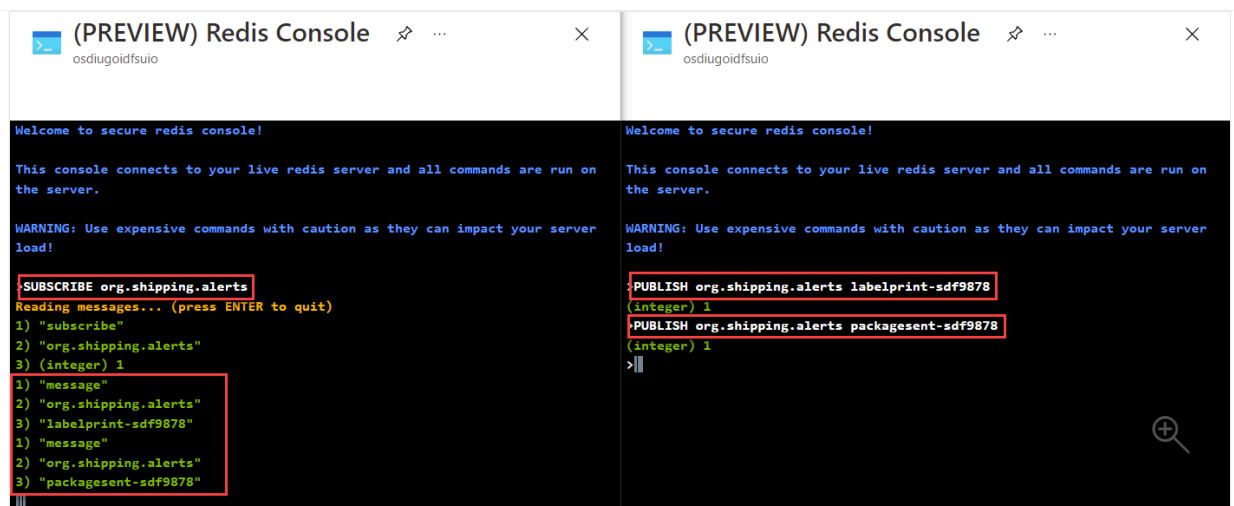 (PREVIEW) Redis Console
osdiugoidfsuio
Welcome to secure redis console!
This console connects to your live redis server and all commands are run on
the server.
WARNING: Use expensive commands with caution as they can impact your server
load!
>SUBSCRIBE org.shipping.alerts
Reading messages... (press ENTER to quit)
1) "subscribe"
2) "org.shipping.alerts"
3) (integer) 1
1) "message"
2) "org.shipping.alerts"
3) "labelprint-sdf9878"
1) "message"
2) "org.shipping.alerts"
3) "packagesent-sdf9878"
(PREVIEW) Redis Console
osdiugoidfsuio
Welcome to secure redis console!
This console connects to your live redis server and all commands are run on
the server.
WARNING: Use expensive commands with caution as they can impact your server
load!
>PUBLISH org.shipping.alerts labelprint-sdf9878
(integer) 1
>PUBLISH org.shipping.alerts packagesent-sdf9878
(integer) 1
>